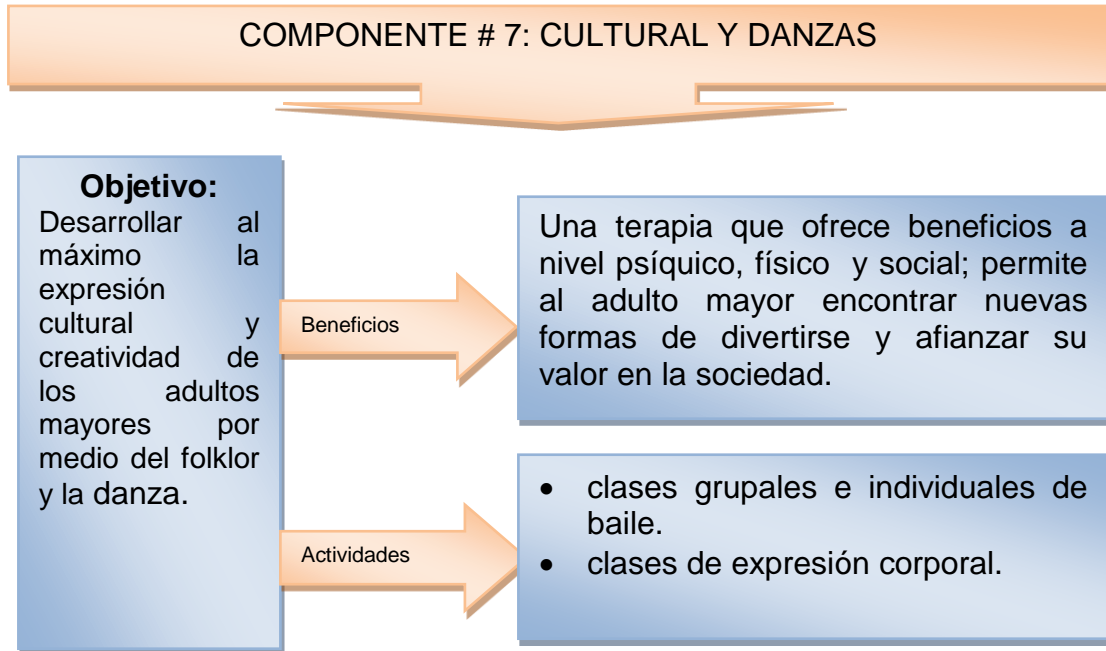 COMPONENTE # 7: CULTURAL Y DANZAS
Objetivo:
Desarrollar al
máximo la
expresión
cultural y
creatividad de
los adultos
mayores por
medio del folklor
y la danza.
Beneficios
Una terapia que ofrece beneficios a
nivel psíquico, físico y social; permite
al adulto mayor encontrar nuevas
formas de divertirse y afianzar su
valor en la sociedad.
Actividades
• clases grupales e individuales de
baile.
• clases de expresión corporal.